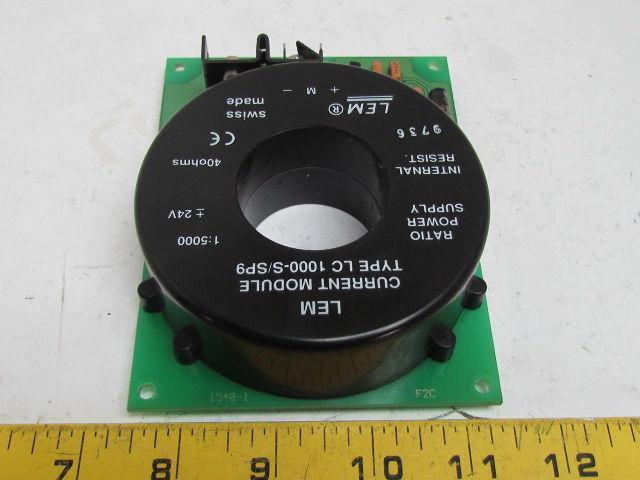 LEM
CURRENT MODULE
TYPE LC 1000-S/SP9
RATIO 1:5000
POWER
SUPPLY ± 24V
INTERNAL
RESIST. 40ohms
9736 CE
LEM®
swiss
made
+ M -
1348-1
F2C
7 8 9 10 11 12